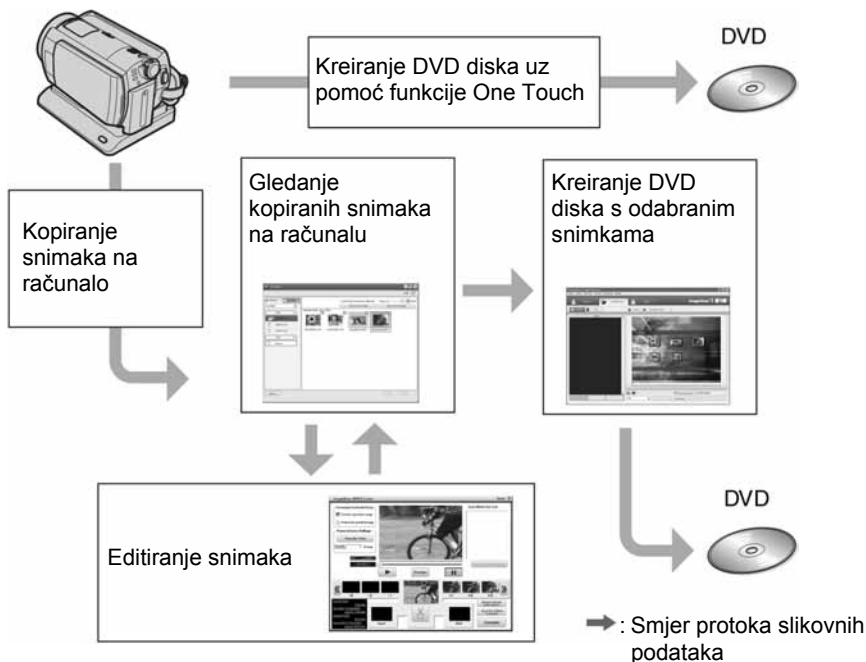 DVD
Kreiranje DVD diska uz
pomoć funkcije One Touch
Kopiranje
snimaka na
računalo
Gledanje
kopiranih snimaka
na računalu
Kreiranje DVD
diska s odabranim
snimkama
Editiranje snimaka
DVD
: Smjer protoka slikovnih
podataka